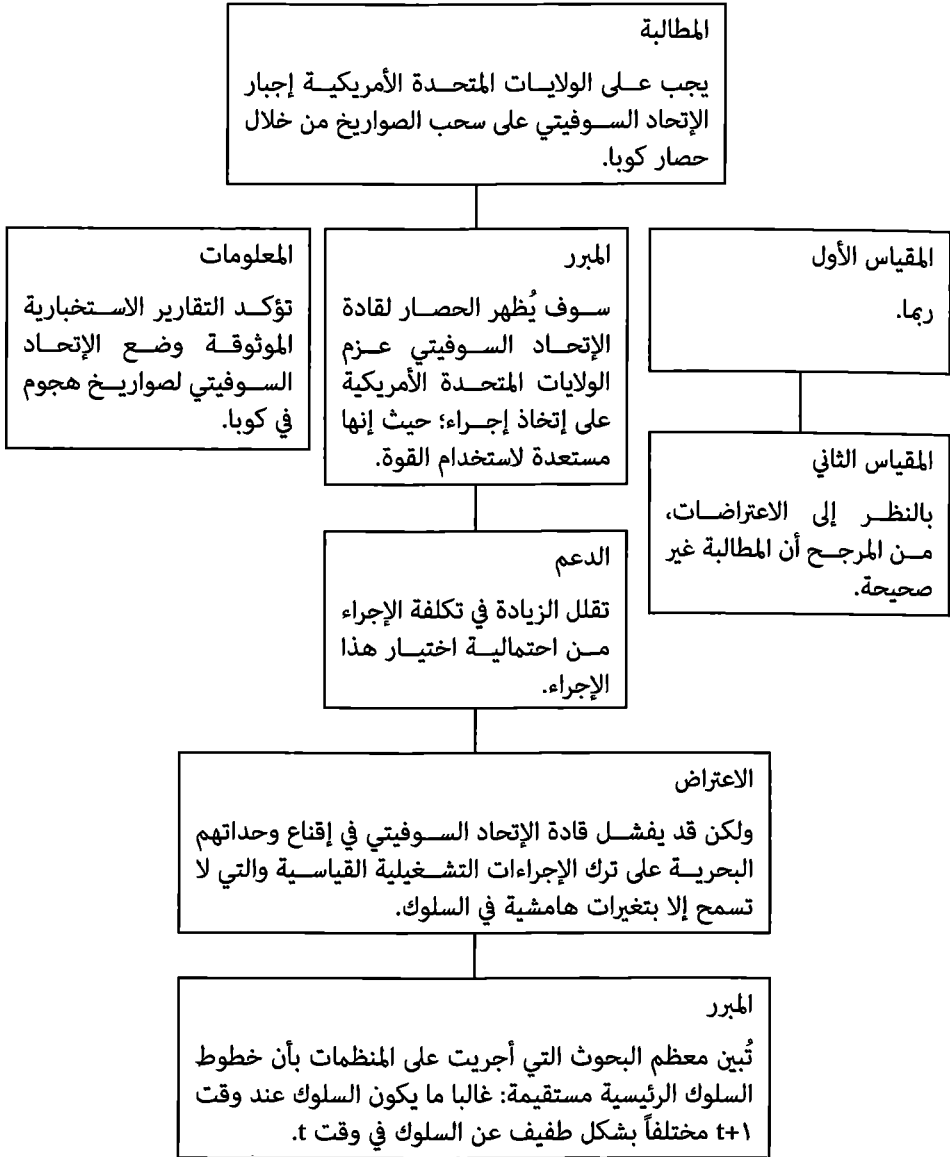 المطالبة
يجب على الولايات المتحدة الأمريكية إجبار
الإتحاد السوفيتي على سحب الصواريخ من خلال
حصار كوبا.
المقياس الأول
ربما.
المقياس الثاني
بالنظر إلى الاعتراضات،
من المرجح أن المطالبة غير
صحيحة.
المبرر
سوف يُظهر الحصار لقادة
الإتحاد السوفيتي عزم
الولايات المتحدة الأمريكية
على إتخاذ إجراء؛ حيث إنها
مستعدة لاستخدام القوة.
المعلومات
تؤكد التقارير الاستخبارية
الموثوقة وضع الإتحاد
السوفيتي لصواريخ هجوم
في كوبا.
الدعم
تقلل الزيادة في تكلفة الإجراء
من احتمالية اختيار هذا
الإجراء.
الاعتراض
ولكن قد يفشل قادة الإتحاد السوفيتي في إقناع وحداتهم
البحرية على ترك الإجراءات التشغيلية القياسية والتي لا
تسمح إلا بتغيرات هامشية في السلوك.
المبرر
تُبين معظم البحوث التي أجريت على المنظمات بأن خطوط
السلوك الرئيسية مستقيمة: غالبا ما يكون السلوك عند وقت
t+١ مختلفاً بشكل طفيف عن السلوك في وقت t.